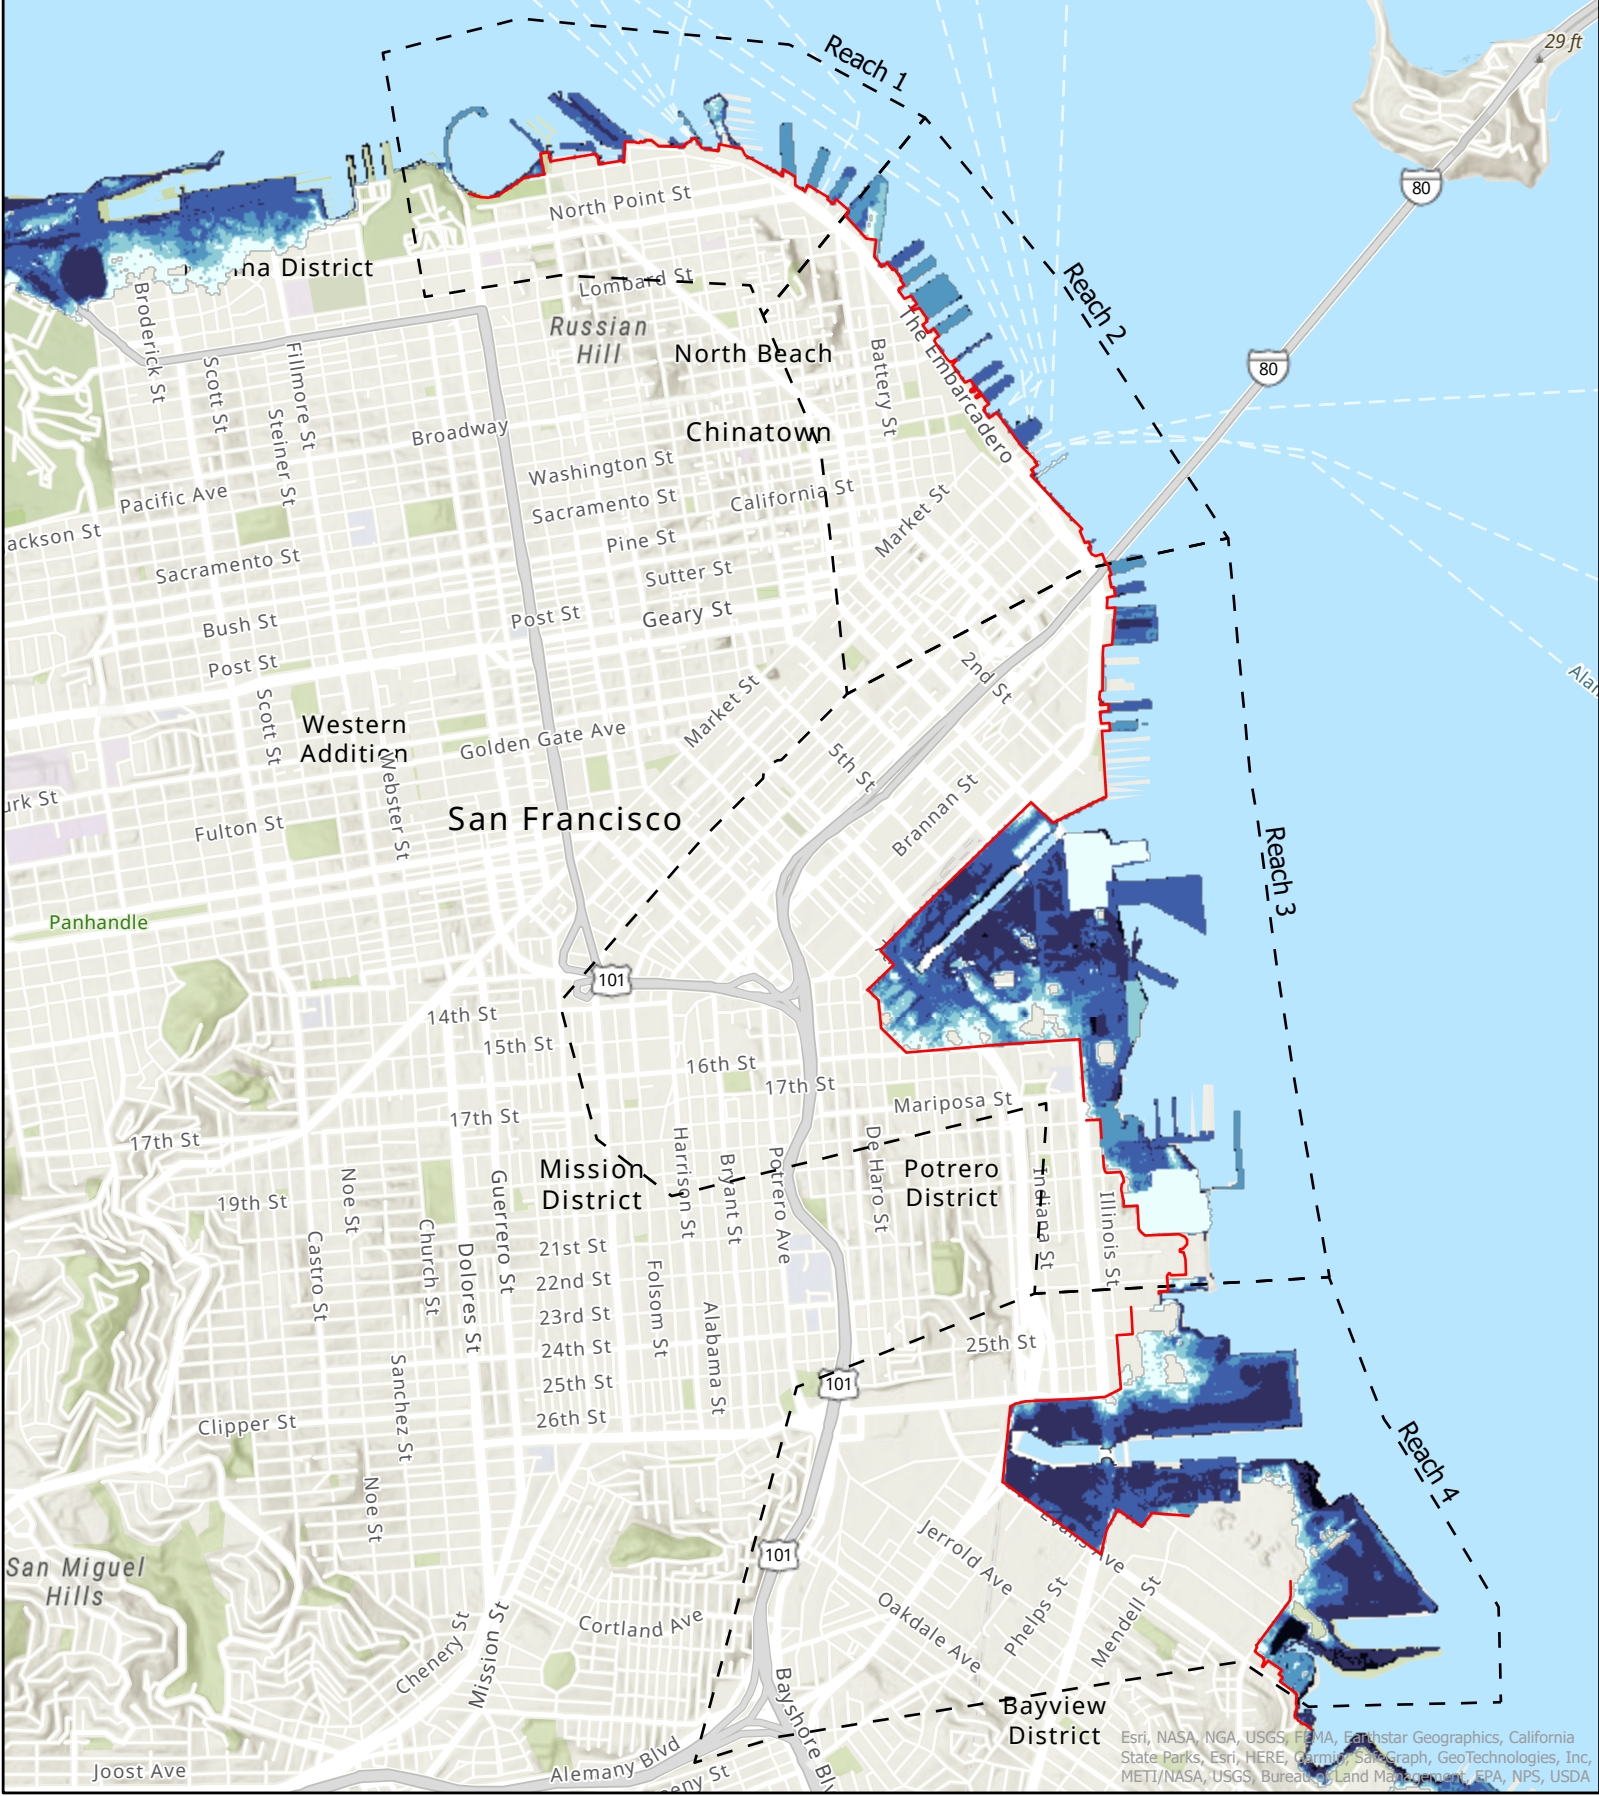 Reach 1
29 ft
80
North Point St
na District
Lombard St
Reach 2
Russian
Hill
North Beach
80
Broderick St
Scott St
Fillmore St
Steiner St
Battery St
The Embarcadero
Broadway
Chinatown
Washington St
Pacific Ave
Sacramento St
California St
Market St
ackson St
Pine St
Sacramento St
Sutter St
Bush St
Post St
Geary St
Post St
2nd St
Scott St
Market St
Western
Addition
Golden Gate Ave
Webster St
5th St
Brannan St
urk St
Fulton St
San Francisco
Reach 3
Panhandle
101
14th St
15th St
16th St
17th St
17th St
Mariposa St
17th St
Mission
District
Potrero
District
Harrison St
Bryant St
Potrero Ave
De Haro St
Indiana St
Illinois St
19th St
Noe St
Castro St
Church St
Guerrero St
Dolores St
21st St
22nd St
23rd St
24th St
25th St
26th St
Folsom St
Alabama St
25th St
101
Clipper St
Sanchez St
Noe St
Reach 4
Evans Ave
Jerrold Ave
101
San Miguel
Hills
Oakdale Ave
Phelps St
Mendell St
Cortland Ave
Chenery St
Mission St
Bayshore Blv
Bayview
District
Alemany Blvd
eny St
Joost Ave
Esri, NASA, NGA, USGS, FEMA, Earthstar Geographics, California
State Parks, Esri, HERE, Garmin, SafeGraph, GeoTechnologies, Inc,
METI/NASA, USGS, Bureau of Land Management, EPA, NPS, USDA